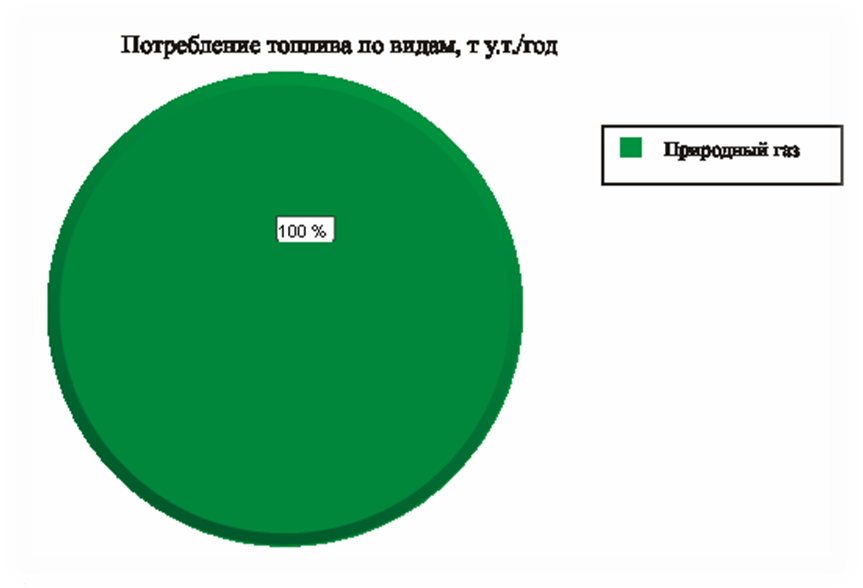 Потребление топлива по видам, т у.т./год
Природный газ
100 %